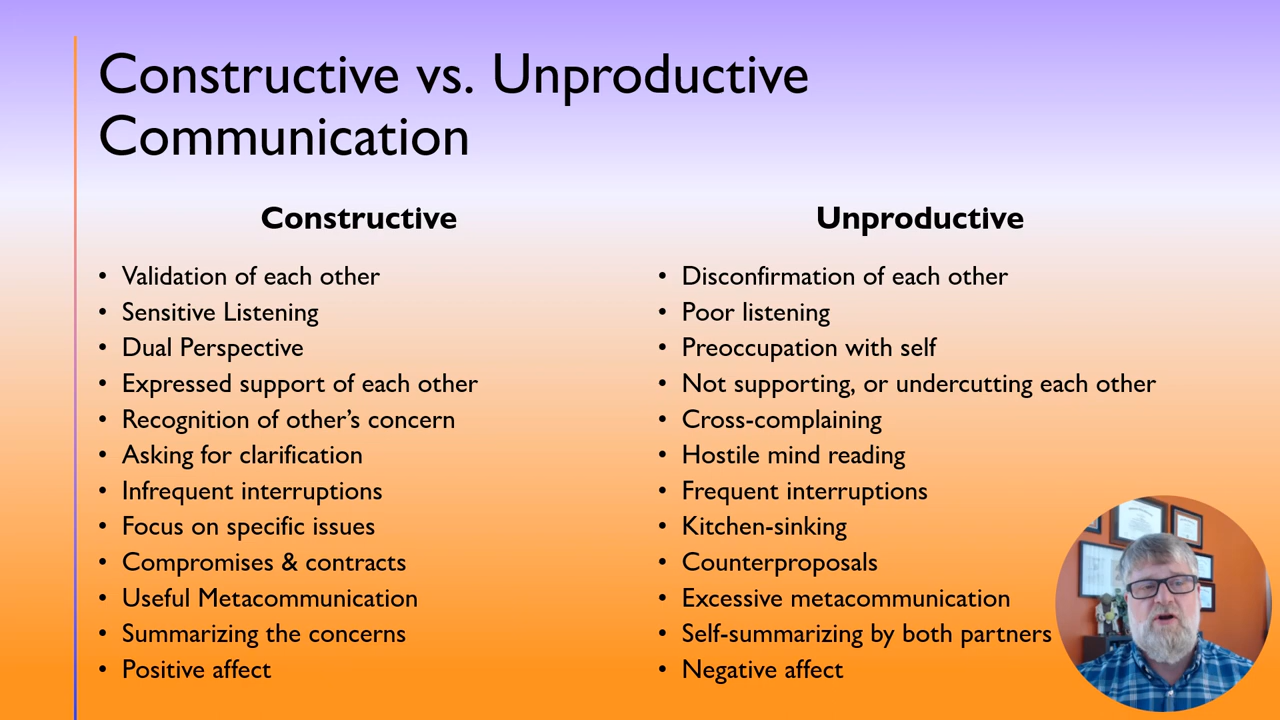 Constructive vs. Unproductive
Communication
Constructive
• Validation of each other
• Sensitive Listening
• Dual Perspective
• Expressed support of each other
• Recognition of other’s concern
• Asking for clarification
• Infrequent interruptions
• Focus on specific issues
• Compromises & contracts
• Useful Metacommunication
• Summarizing the concerns
• Positive affect
Unproductive
• Disconfirmation of each other
• Poor listening
• Preoccupation with self
• Not supporting, or undercutting each other
• Cross-complaining
• Hostile mind reading
• Frequent interruptions
• Kitchen-sinking
• Counterproposals
• Excessive metacommunication
• Self-summarizing by both partners
• Negative affect